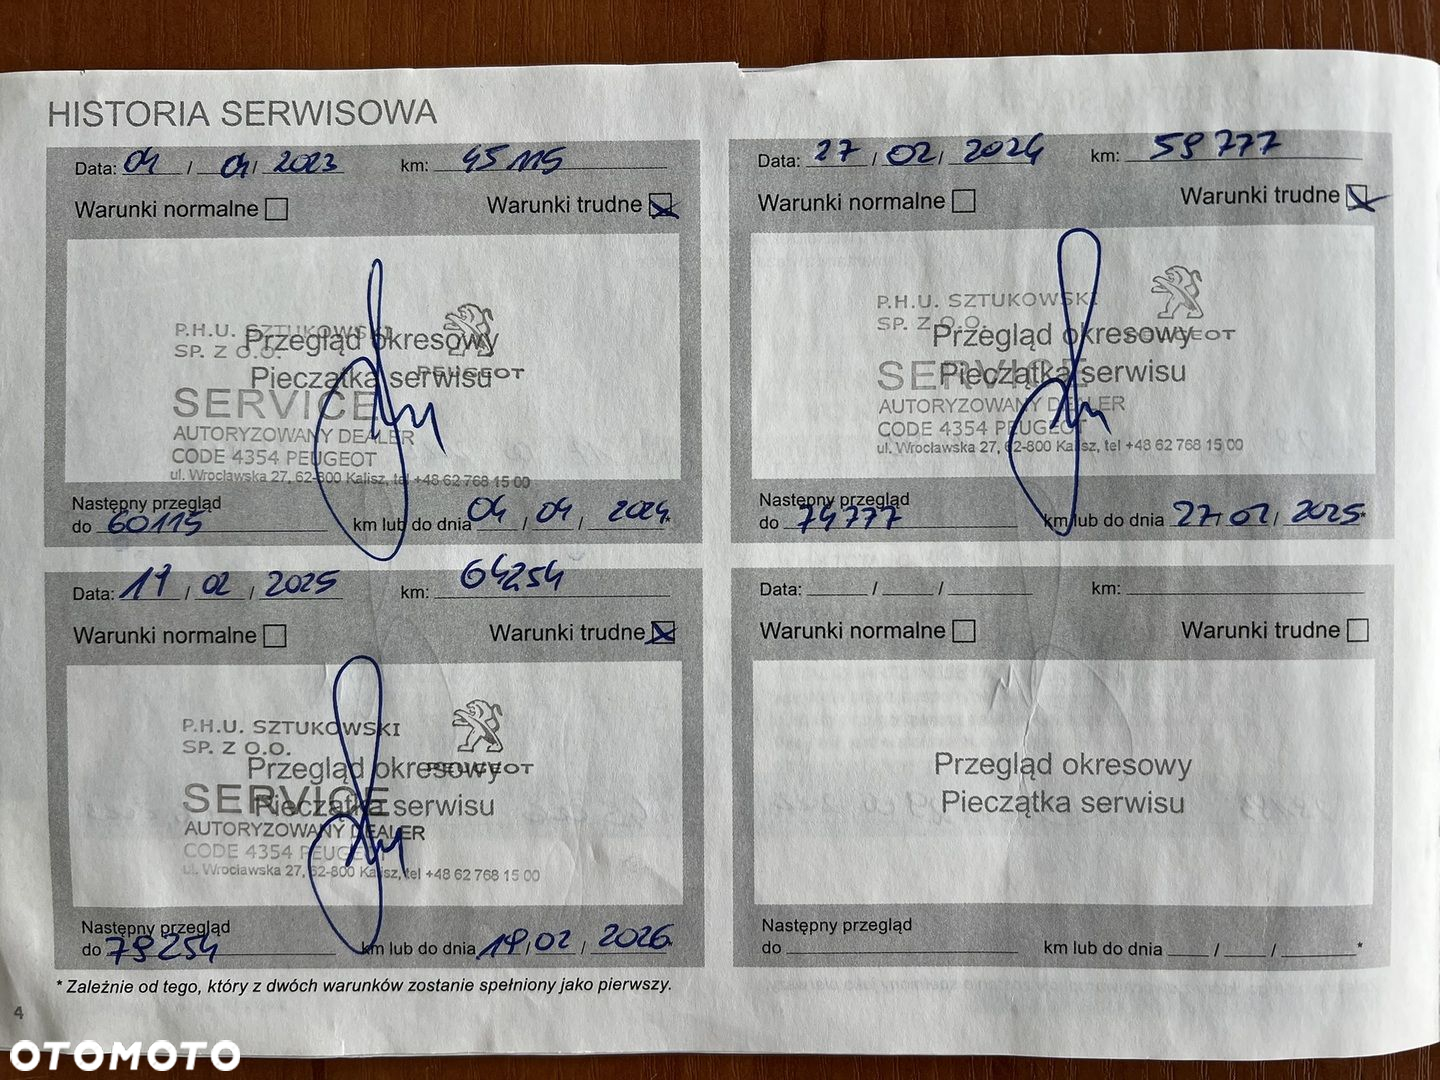 HISTORIA SERWISOWA
Data: 04 / 04 / 2023 km: 45 115
Warunki normalne Warunki trudne
P.H.U. SZTUKOWSKI
SP. Z O.O.
PEUGEOT
Przegląd okresowy
Pieczątka serwisu
SERVICE
AUTORYZOWANY DEALER
CODE 4354 PEUGEOT
ul. Wrocławska 27, 62-800 Kalisz, tel +48 62 768 15 00
Następny przegląd
do 60115 km lub do dnia 04 / 04 / 2024 *
Data: 27 / 02 / 2024 km: 59 777
Warunki normalne Warunki trudne
P.H.U. SZTUKOWSKI
SP. Z O.O.
PEUGEOT
Przegląd okresowy
Pieczątka serwisu
SERVICE
AUTORYZOWANY DEALER
CODE 4354 PEUGEOT
ul. Wrocławska 27, 62-800 Kalisz, tel +48 62 768 15 00
Następny przegląd
do 74777 km lub do dnia 27 / 02 / 2025 *
Data: / 02 / 2025 km: 64254
Warunki normalne Warunki trudne
P.H.U. SZTUKOWSKI
SP. Z O.O.
PEUGEOT
Przegląd okresowy
Pieczątka serwisu
SERVICE
AUTORYZOWANY DEALER
CODE 4354 PEUGEOT
ul. Wrocławska 27, 62-800 Kalisz, tel +48 62 768 15 00
Następny przegląd
do 79254 km lub do dnia / 02 / 2026
Data: / / km:
Warunki normalne Warunki trudne
Przegląd okresowy
Pieczątka serwisu
Następny przegląd
do km lub do dnia / / *
* Zależnie od tego, który z dwóch warunków zostanie spełniony jako pierwszy.
4
OTOMOTO